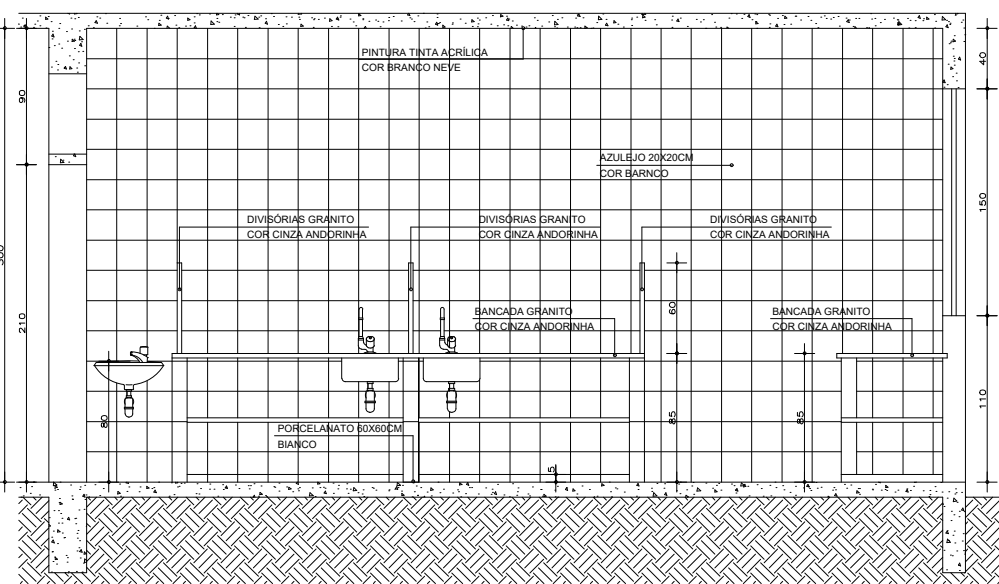 PINTURA TINTA ACRÍLICA
COR BRANCO NEVE
40
90
AZULEJO 20X20CM
COR BARNCO
150
DIVISÓRIAS GRANITO
COR CINZA ANDORINHA
DIVISÓRIAS GRANITO
COR CINZA ANDORINHA
DIVISÓRIAS GRANITO
COR CINZA ANDORINHA
300
210
60
BANCADA GRANITO
COR CINZA ANDORINHA
BANCADA GRANITO
COR CINZA ANDORINHA
110
80
85
85
PORCELANATO 60X60CM
BIANCO
5